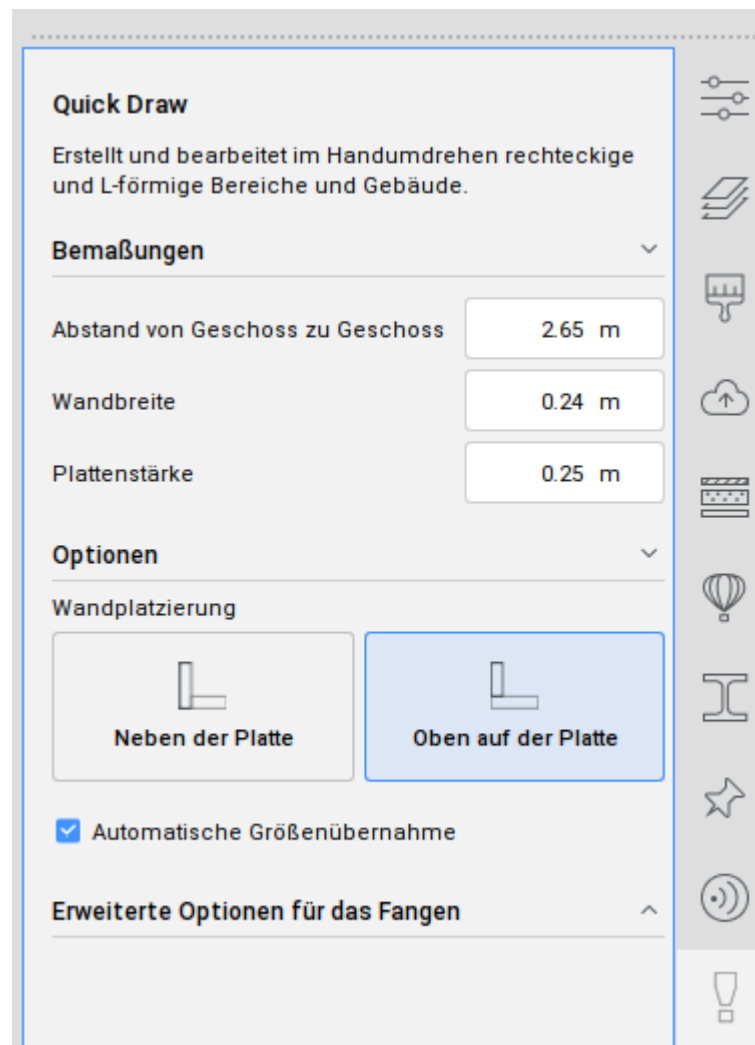 Quick Draw
Erstellt und bearbeitet im Handumdrehen rechteckige
und L-förmige Bereiche und Gebäude.
Bemaßungen
Abstand von Geschoss zu Geschoss 2.65 m
Wandbreite 0.24 m
Plattenstärke 0.25 m
Optionen
Wandplatzierung
Neben der Platte Oben auf der Platte
Automatische Größenübernahme
Erweiterte Optionen für das Fangen